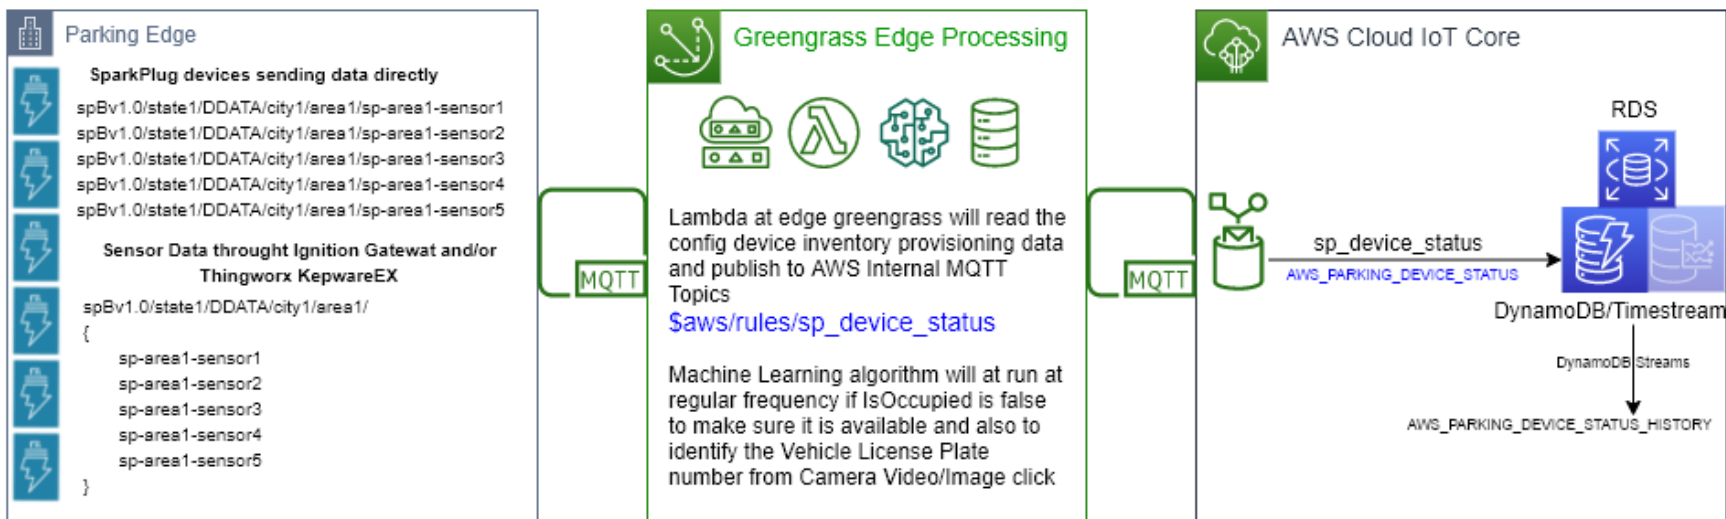 Parking Edge
SparkPlug devices sending data directly
spBv1.0/state1/DDATA/city1/area1/sp-area1-sensor1
spBv1.0/state1/DDATA/city1/area1/sp-area1-sensor2
spBv1.0/state1/DDATA/city1/area1/sp-area1-sensor3
spBv1.0/state1/DDATA/city1/area1/sp-area1-sensor4
spBv1.0/state1/DDATA/city1/area1/sp-area1-sensor5
Sensor Data throught Ignition Gatewat and/or
Thingworx KepwareEX
spBv1.0/state1/DDATA/city1/area1/
{
sp-area1-sensor1
sp-area1-sensor2
sp-area1-sensor3
sp-area1-sensor4
sp-area1-sensor5
}
MQTT
Greengrass Edge Processing
Lambda at edge greengrass will read the
config device inventory provisioning data
and publish to AWS Internal MQTT
Topics
$aws/rules/sp_device_status
Machine Learning algorithm will at run at
regular frequency if IsOccupied is false
to make sure it is available and also to
identify the Vehicle License Plate
number from Camera Video/Image click
MQTT
AWS Cloud IoT Core
RDS
sp_device_status
AWS_PARKING_DEVICE_STATUS
DynamoDB/Timestream
DynamoDB Streams
AWS_PARKING_DEVICE_STATUS_HISTORY